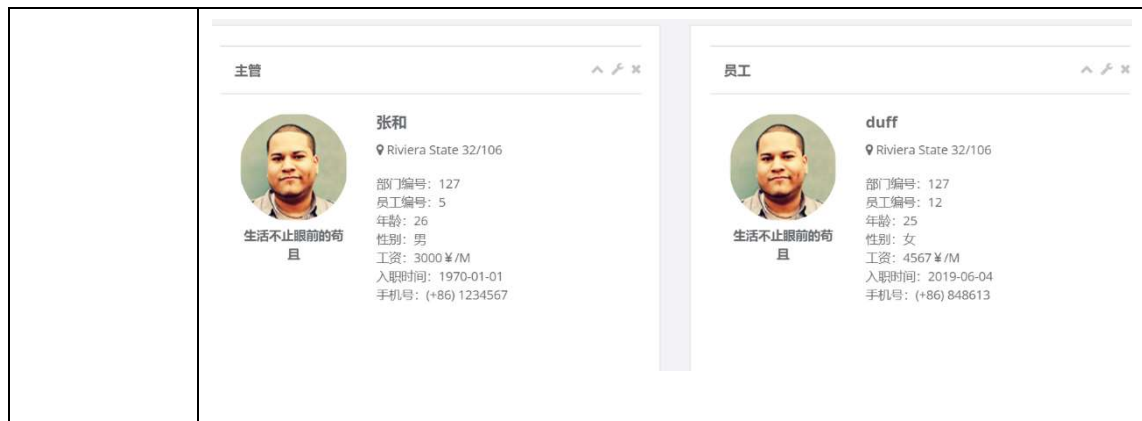 主管
张和
Riviera State 32/106
部门编号：127
员工编号：5
年龄：26
性别：男
工资：3000￥/M
入职时间：1970-01-01
手机号：(+86) 1234567
生活不止眼前的苟
且
员工
duff
Riviera State 32/106
部门编号：127
员工编号：12
年龄：25
性别：女
工资：4567￥/M
入职时间：2019-06-04
手机号：(+86) 848613
生活不止眼前的苟
且